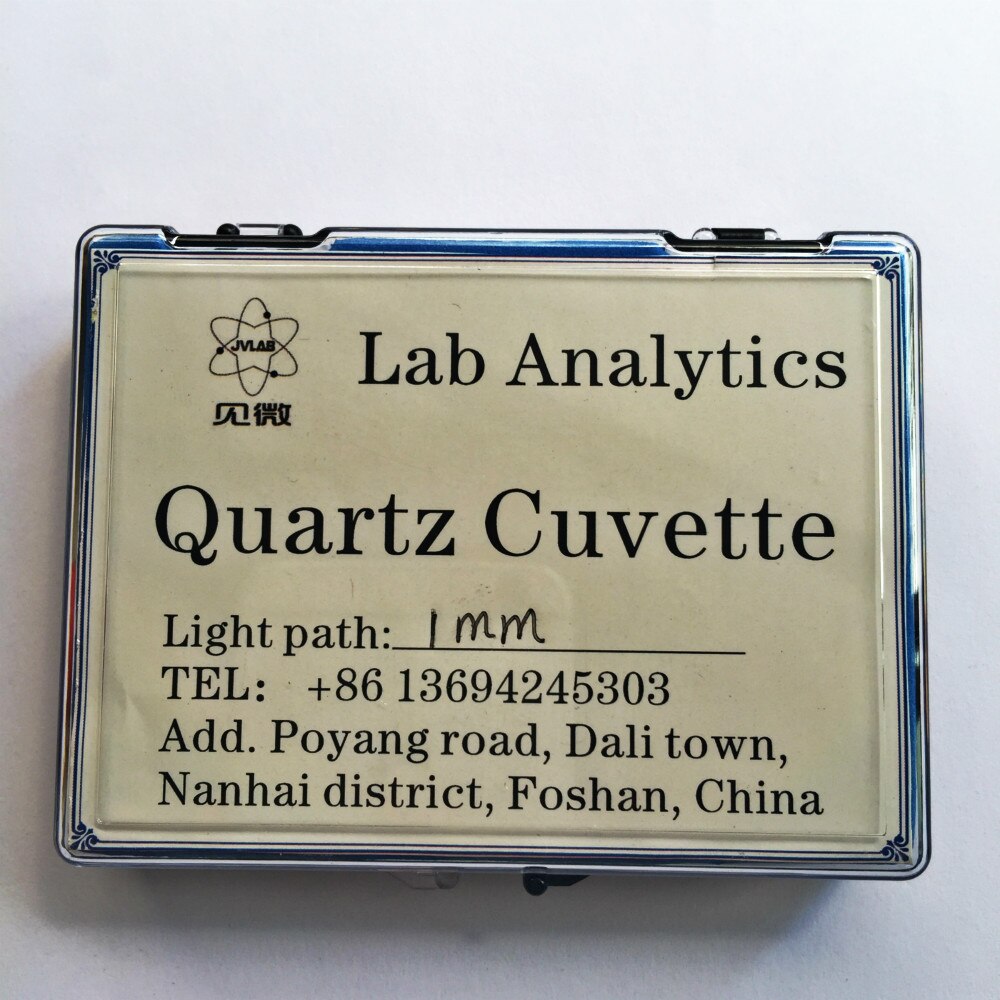 JVLAB
见微
Lab Analytics
Quartz Cuvette
Light path: 1mm
TEL： +86 13694245303
Add. Poyang road, Dali town,
Nanhai district, Foshan, China